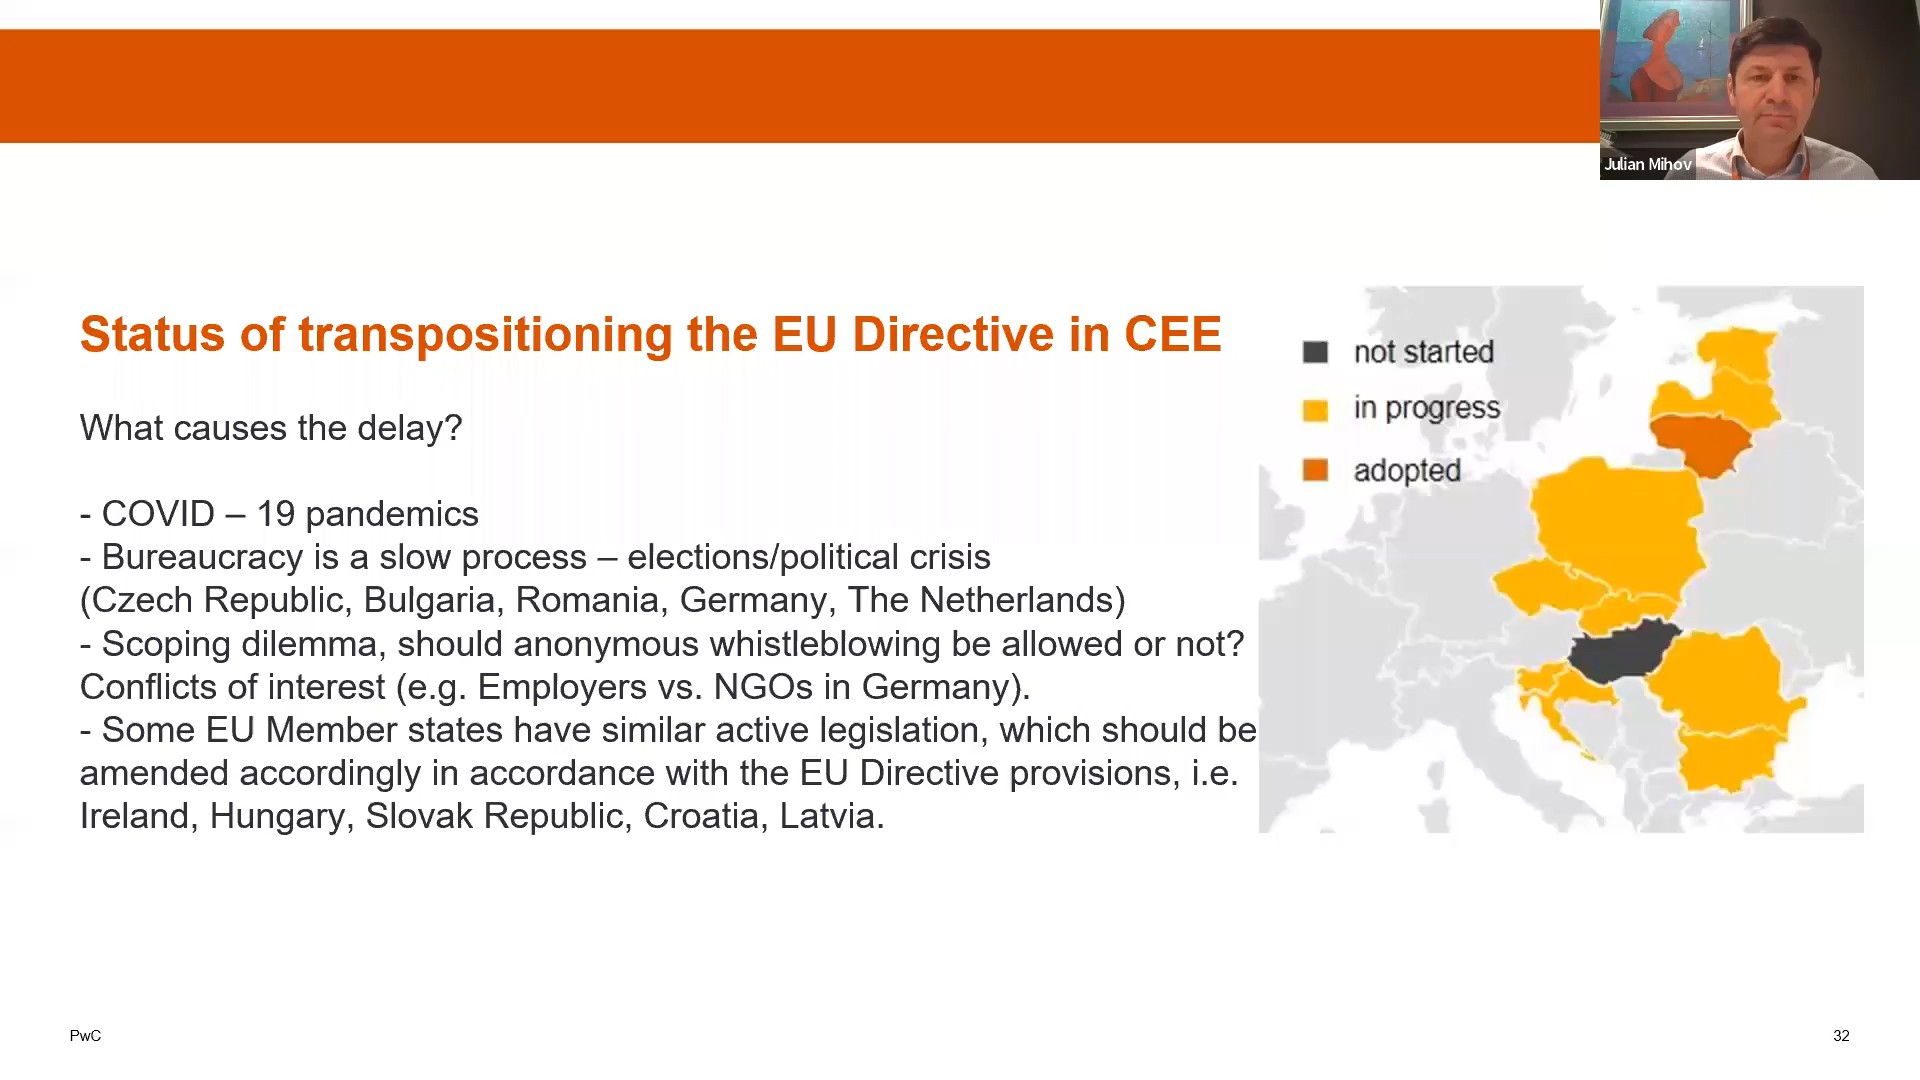 Julian Mihov
Status of transpositioning the EU Directive in CEE
What causes the delay?
- COVID – 19 pandemics
- Bureaucracy is a slow process – elections/political crisis
(Czech Republic, Bulgaria, Romania, Germany, The Netherlands)
- Scoping dilemma, should anonymous whistleblowing be allowed or not?
Conflicts of interest (e.g. Employers vs. NGOs in Germany).
- Some EU Member states have similar active legislation, which should be
amended accordingly in accordance with the EU Directive provisions, i.e.
Ireland, Hungary, Slovak Republic, Croatia, Latvia.
not started
in progress
adopted
PwC
32